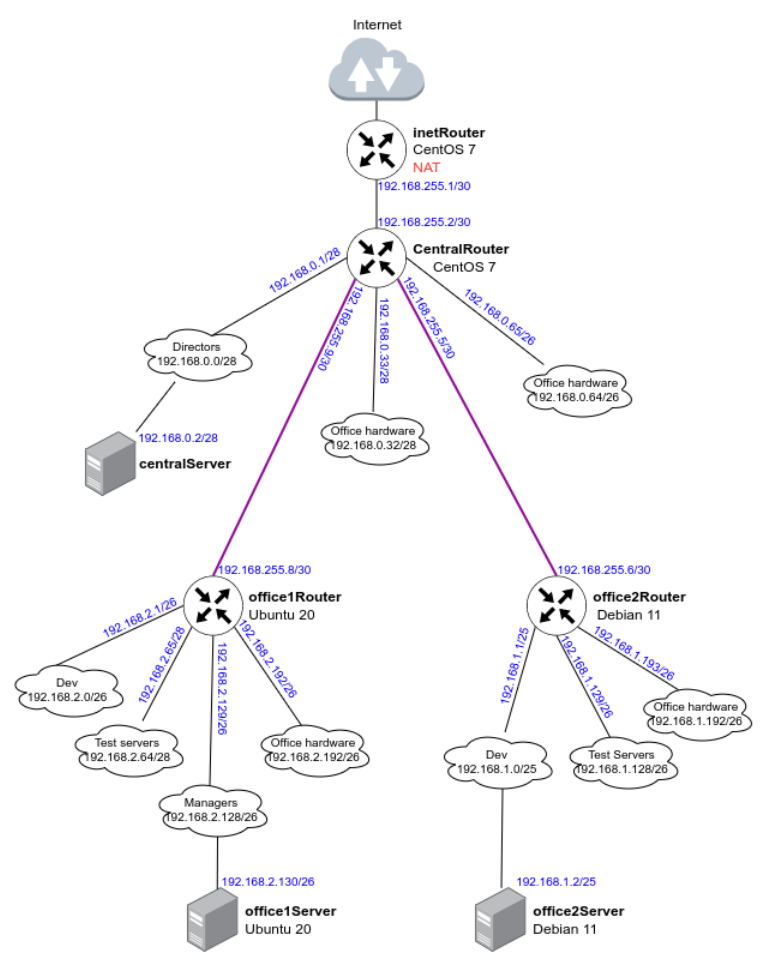 Internet
inetRouter
CentOS 7
NAT
192.168.255.1/30
192.168.255.2/30
CentralRouter
CentOS 7
192.168.0.1/28
192.168.255.9/30
192.168.0.33/28
192.168.255.5/30
192.168.0.65/26
Directors
192.168.0.0/28
Office hardware
192.168.0.64/26
Office hardware
192.168.0.32/28
192.168.0.2/28
centralServer
192.168.255.8/30
office1Router
Ubuntu 20
192.168.255.6/30
office2Router
Debian 11
192.168.2.1/26
192.168.2.65/28
192.168.2.129/26
192.168.2.192/26
192.168.1.1/25
192.168.1.129/26
192.168.1.193/26
Dev
192.168.2.0/26
Test servers
192.168.2.64/28
Office hardware
192.168.2.192/26
Managers
192.168.2.128/26
Dev
192.168.1.0/25
Test Servers
192.168.1.128/26
Office hardware
192.168.1.192/26
192.168.2.130/26
office1Server
Ubuntu 20
192.168.1.2/25
office2Server
Debian 11